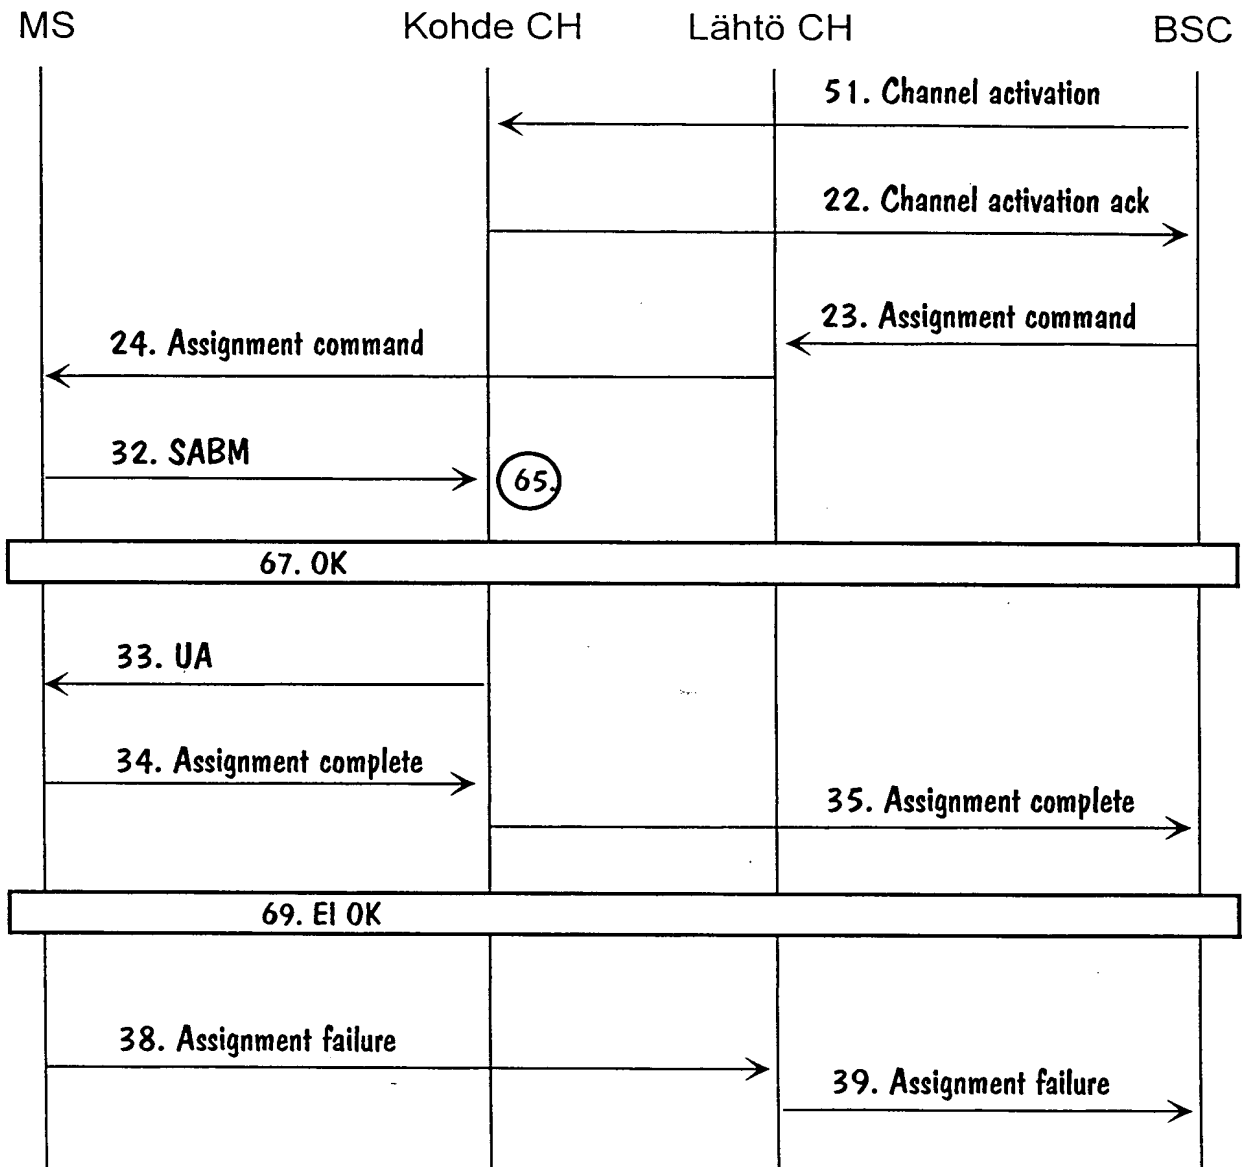 MS
Kohde CH
Lähtö CH
BSC
51. Channel activation
22. Channel activation ack
23. Assignment command
24. Assignment command
32. SABM
65.
67. OK
33. UA
34. Assignment complete
35. Assignment complete
69. EI OK
38. Assignment failure
39. Assignment failure